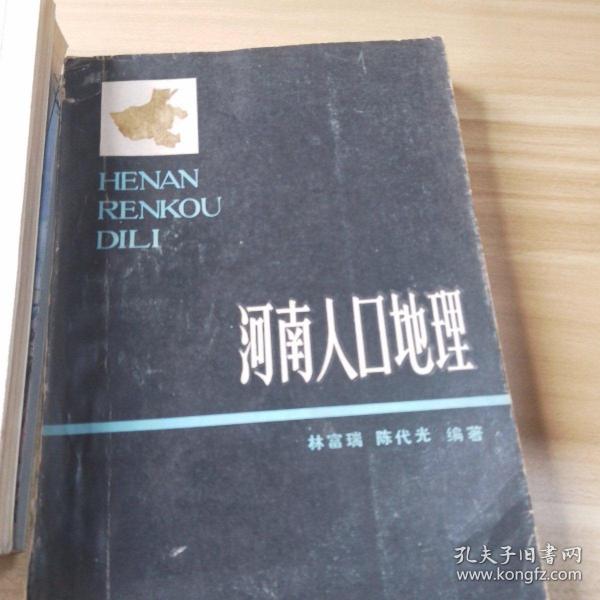 HENAN
RENKOU
DILI
河南人口地理
林富瑞 陈代光 编著
孔夫子旧书网
www.kongfz.com